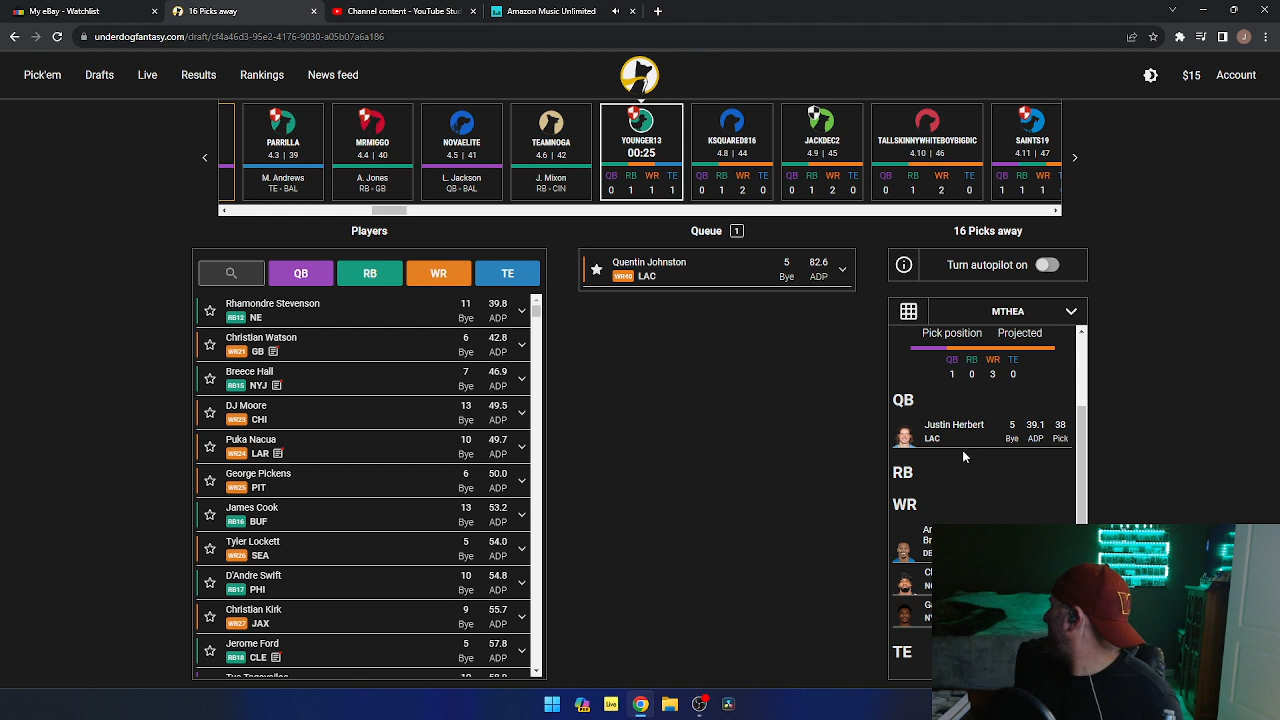 My eBay - Watchlist
16 Picks away
Channel content - YouTube Stud
Amazon Music Unlimited
underdogfantasy.com/draft/cf4a46d3-95e2-4176-9030-a05b07a6a186
J
Pick'em
Drafts
Live
Results
Rankings
News feed
$15
Account
PARRILLA
4.3 | 39
M. Andrews
TE - BAL
MRMIGGO
4.4 | 40
A. Jones
RB - GB
NOVAELITE
4.5 | 41
L. Jackson
QB - BAL
TEAMNOGA
4.6 | 42
J. Mixon
RB - CIN
YOUNGER13
00:25
QB RB WR TE
0 1 1 1
KSQUARED816
4.8 | 44
QB RB WR TE
0 1 2 0
JACKDEC2
4.9 | 45
QB RB WR TE
0 1 2 0
TALLSKINNYWHITEBOYBIGDIC
4.10 | 46
QB RB WR TE
0 1 2 0
SAINTS19
4.11 | 47
QB RB WR TE
1 1 1 0
Players
QB
RB
WR
TE
Rhamondre Stevenson 11 39.8
RB12 NE Bye ADP
Christian Watson 6 42.8
WR21 GB Bye ADP
Breece Hall 7 46.9
RB15 NYJ Bye ADP
DJ Moore 13 49.5
WR23 CHI Bye ADP
Puka Nacua 10 49.7
WR24 LAR Bye ADP
George Pickens 6 50.0
WR25 PIT Bye ADP
James Cook 13 53.2
RB16 BUF Bye ADP
Tyler Lockett 5 54.0
WR26 SEA Bye ADP
D'Andre Swift 10 54.8
RB17 PHI Bye ADP
Christian Kirk 9 55.7
WR27 JAX Bye ADP
Jerome Ford 5 57.8
RB18 CLE Bye ADP
Queue 1
Quentin Johnston 5 82.6
WR40 LAC Bye ADP
16 Picks away
Turn autopilot on
MTHEA
Pick position Projected
QB RB WR TE
1 0 3 0
QB
Justin Herbert 5 39.1 38
LAC Bye ADP Pick
RB
WR
TE
Live